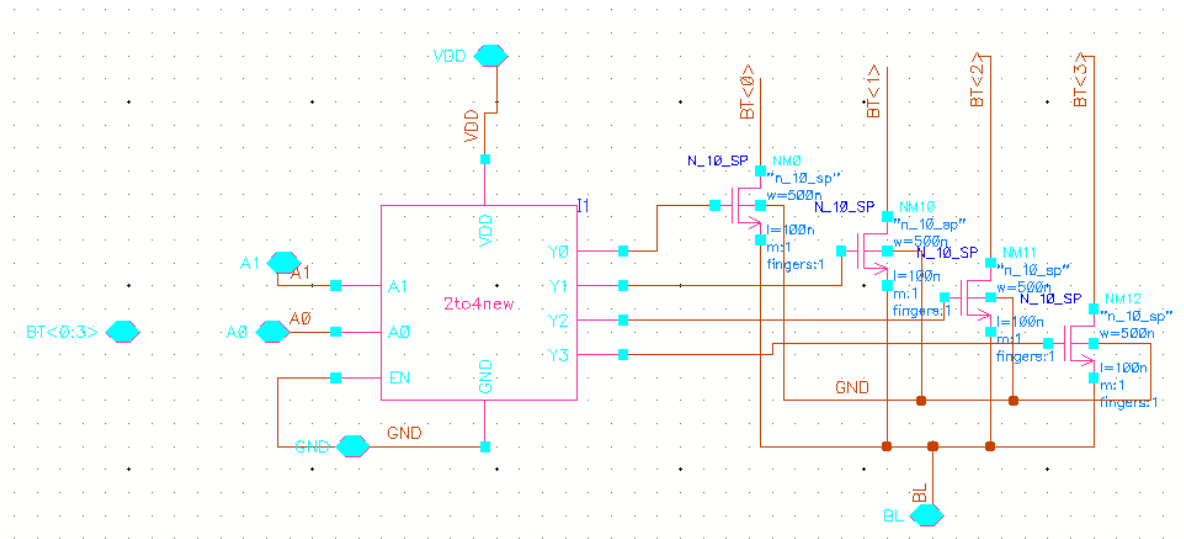 VDD
VDD
BT<0>
BT<1>
BT<2>
BT<3>
N_10_SP
NM0
"n_10_sp"
w=500n
l=100n
m:1
fingers:1
N_10_SP
NM10
"n_10_sp"
w=500n
l=100n
m:1
fingers:1
N_10_SP
NM11
"n_10_sp"
w=500n
l=100n
m:1
fingers:1
N_10_SP
NM12
"n_10_sp"
w=500n
l=100n
m:1
fingers:1
I1
VDD
Y0
A1
A1
A1
Y1
2to4new
BT<0:3>
A0
A0
A0
Y2
Y3
EN
GND
GND
GND
GND
BL
BL